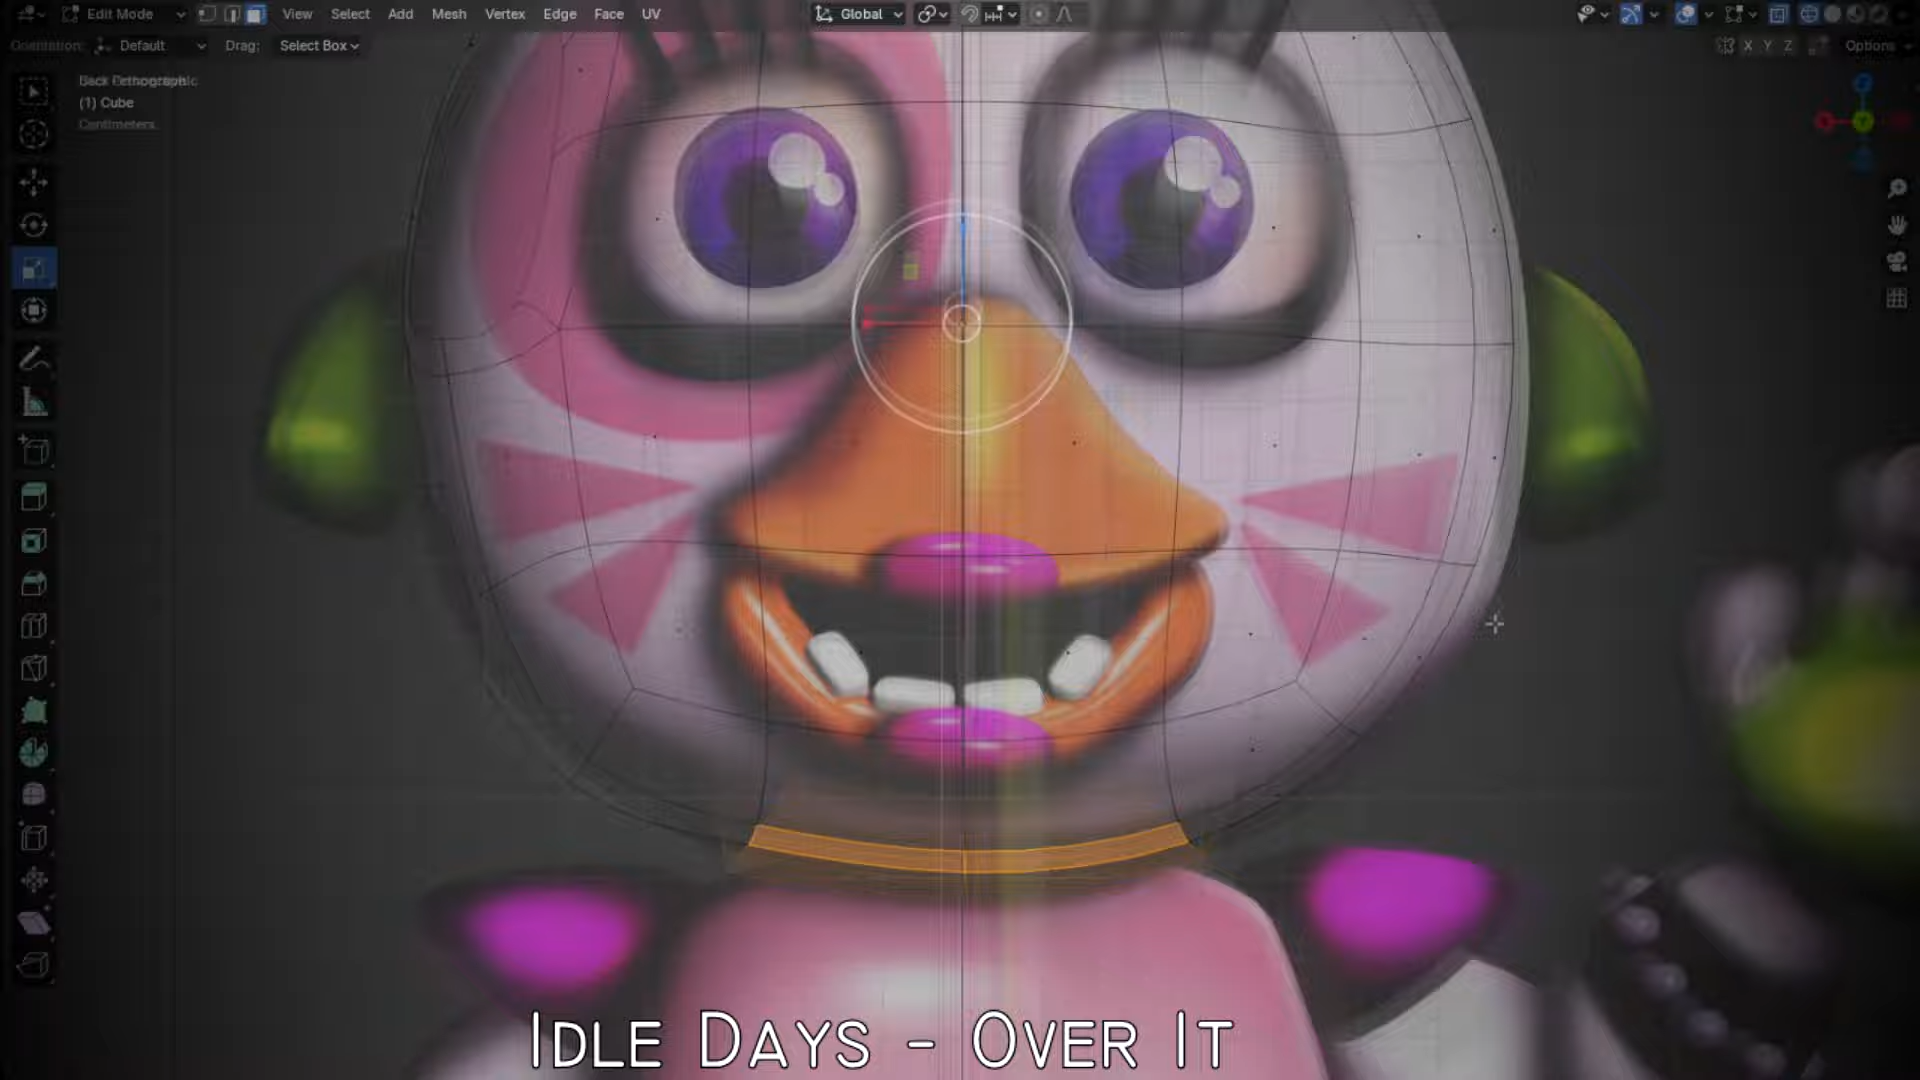 Edit Mode View Select Add Mesh Vertex Edge Face UV Global
Orientation: Default Drag: Select Box X Y Z Options
(1) Cube
Centimeters
IDLE DAYS - OVER IT